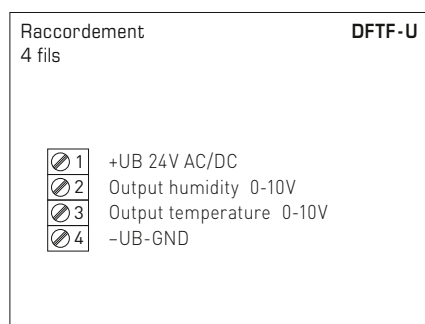 Raccordement DFTF-U
4 fils
1 +UB 24V AC/DC
2 Output humidity 0-10V
3 Output temperature 0-10V
4 –UB-GND